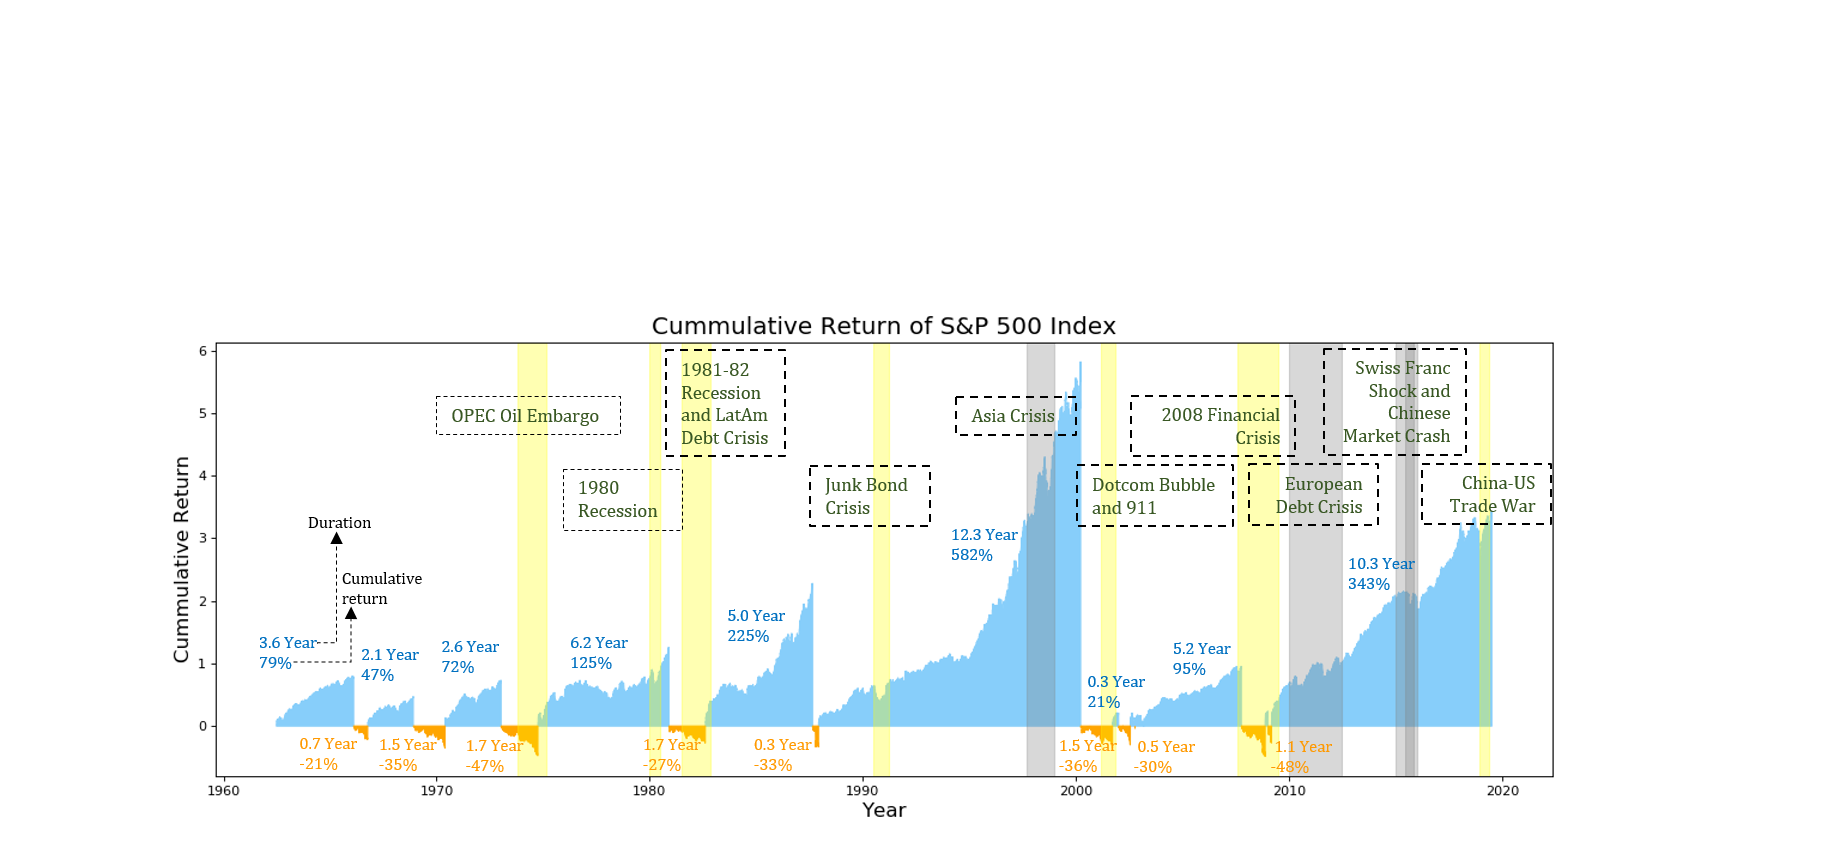 Cummulative Return of S&P 500 Index
Cummulative Return
6
5
4
3
2
1
0
OPEC Oil Embargo
1980
Recession
1981-82
Recession
and LatAm
Debt Crisis
Junk Bond
Crisis
Asia Crisis
Dotcom Bubble
and 911
2008 Financial
Crisis
European
Debt Crisis
Swiss Franc
Shock and
Chinese
Market Crash
China-US
Trade War
Duration
Cumulative
return
3.6 Year
79%
2.1 Year
47%
2.6 Year
72%
6.2 Year
125%
5.0 Year
225%
12.3 Year
582%
0.3 Year
21%
5.2 Year
95%
10.3 Year
343%
0.7 Year
-21%
1.5 Year
-35%
1.7 Year
-47%
1.7 Year
-27%
0.3 Year
-33%
1.5 Year
-36%
0.5 Year
-30%
1.1 Year
-48%
1960
1970
1980
1990
2000
2010
2020
Year